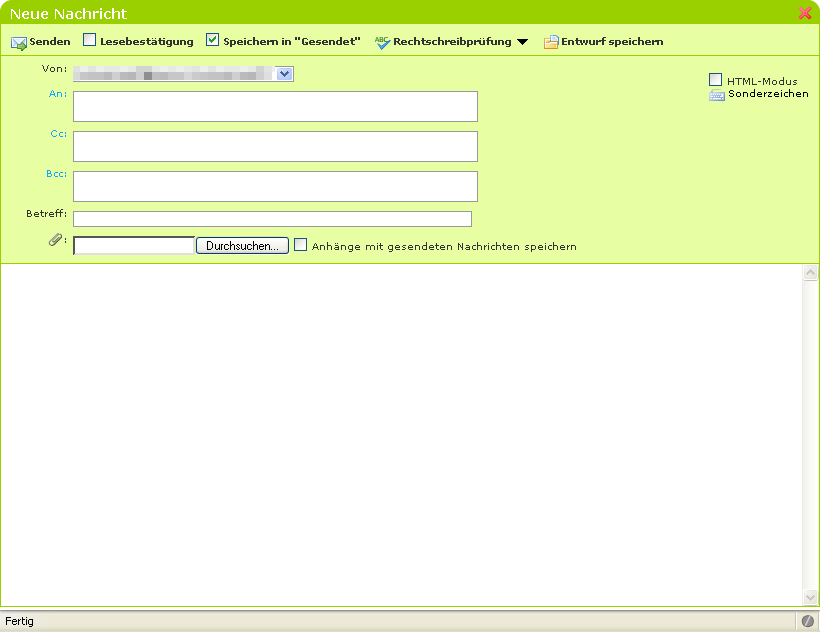 Neue Nachricht
Senden Lesebestätigung Speichern in "Gesendet" ABC Rechtschreibprüfung Entwurf speichern
Von:
HTML-Modus
Sonderzeichen
An:
Cc:
Bcc:
Betreff:
: Durchsuchen... Anhänge mit gesendeten Nachrichten speichern
Fertig